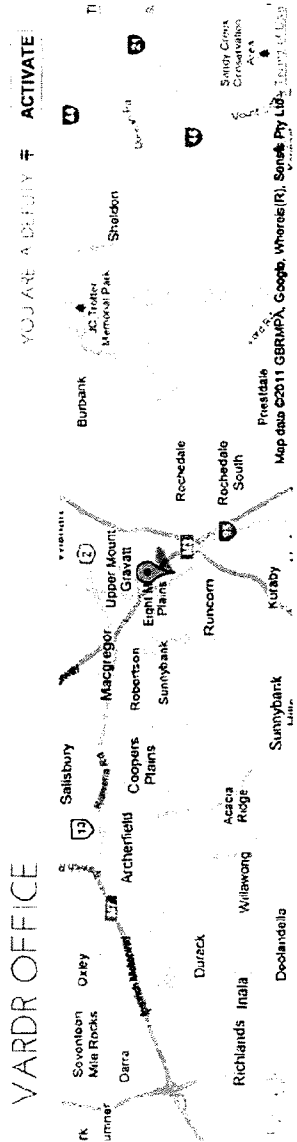 VARDR OFFICE
YOU ARE A DEPUTY
ACTIVATE
Seventeen
Mile Rocks
Oxley
Darra
Richlands
Inala
Durack
Doolandella
Willawong
Archerfield
Salisbury
Coopers
Plains
Acacia
Ridge
Macgregor
Robertson
Sunnybank
Sunnybank
Upper Mount
Gravatt
Eight M
Plains
Runcorn
Kuraby
Rochedale
Rochedale
South
Priestdale
Burbank
JC Trotter
Memorial Park
Sheldon
Sandy Creek
Conservation
Area
Map data ©2011 GBRMPA, Google, Whereis(R), Sensis Pty Ltd